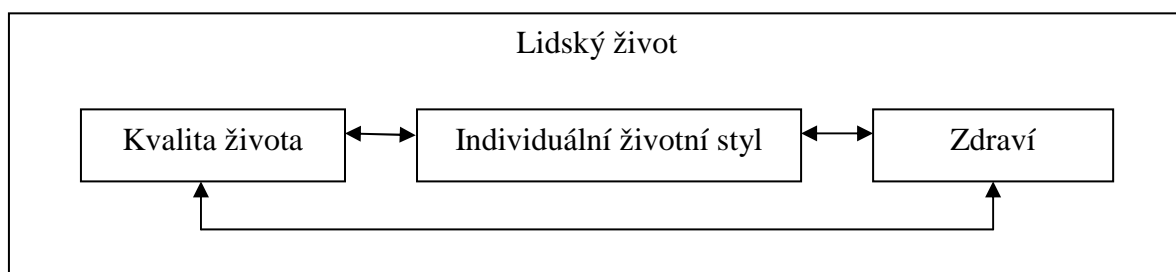 Lidský život
Kvalita života
Individuální životní styl
Zdraví